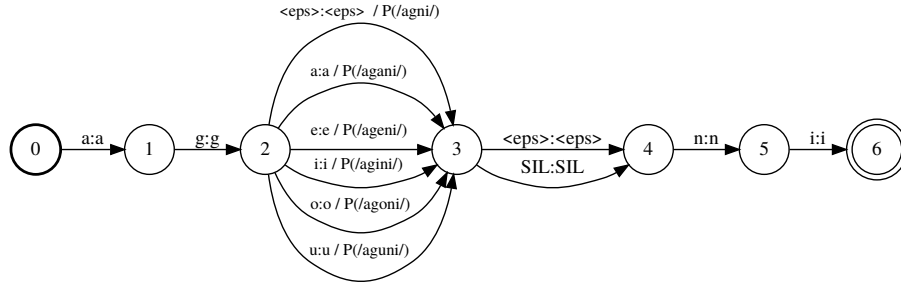 <eps>:<eps> / P(/agni/)
a:a / P(/agani/)
e:e / P(/ageni/)
i:i / P(/agini/)
o:o / P(/agoni/)
u:u / P(/aguni/)
0
a:a
1
g:g
2
3
<eps>:<eps>
SIL:SIL
4
n:n
5
i:i
6